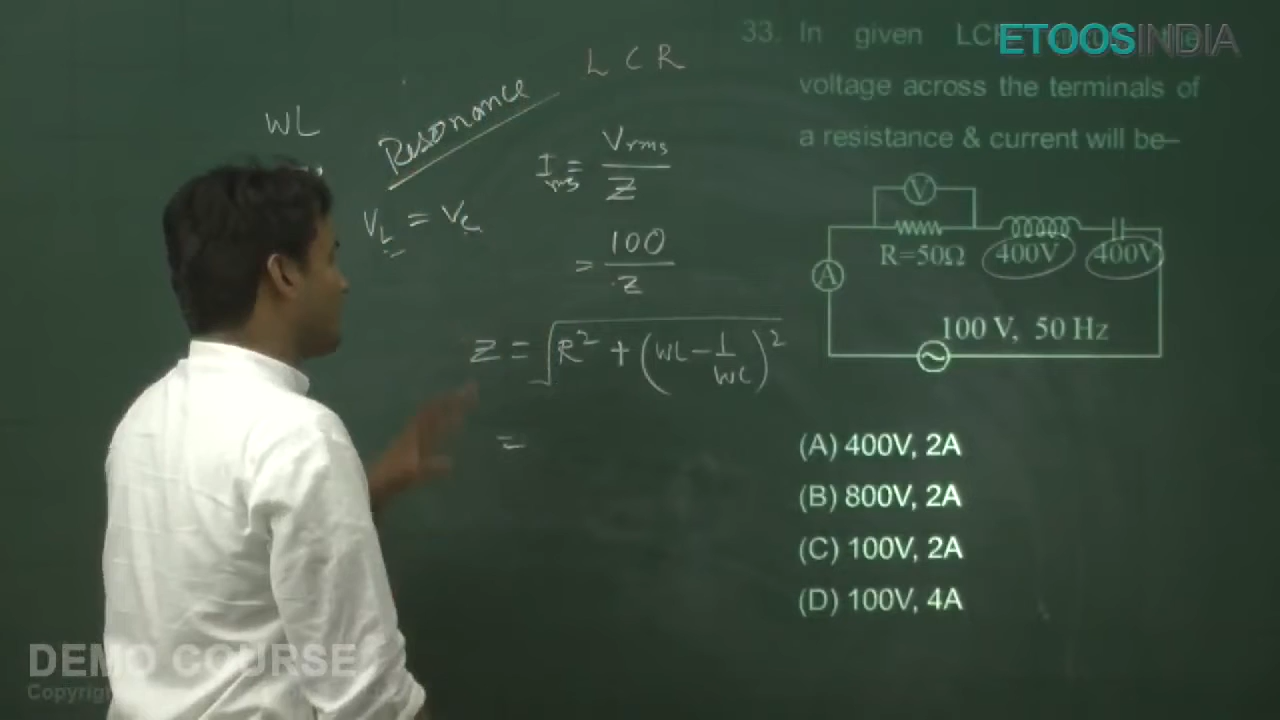 ETOOSINDIA
33. In given
voltage across the terminals of
a resistance & current will be–
V
R=50Ω 400V 400V
A
100 V, 50 Hz
(A) 400V, 2A
(B) 800V, 2A
(C) 100V, 2A
(D) 100V, 4A
L C R
Resonance
WL
V_L = V_C
I_rms = V_rms / Z
= 100 / Z
Z = √(R² + (WL - 1/WC)²)
=
DEMO COURSE